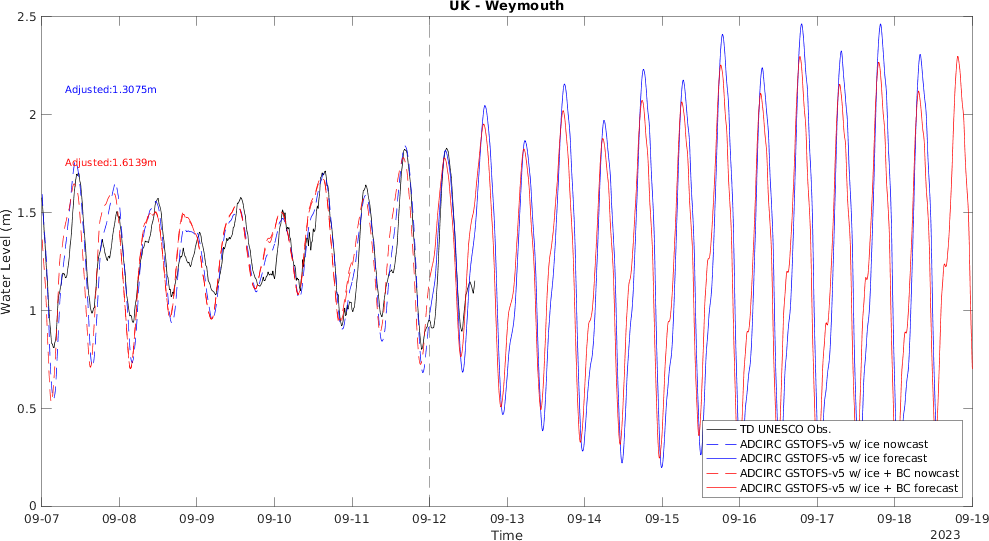 UK - Weymouth
2.5
2
1.5
1
0.5
0
Water Level (m)
Adjusted:1.3075m
Adjusted:1.6139m
TD UNESCO Obs.
ADCIRC GSTOFS-v5 w/ ice nowcast
ADCIRC GSTOFS-v5 w/ ice forecast
ADCIRC GSTOFS-v5 w/ ice + BC nowcast
ADCIRC GSTOFS-v5 w/ ice + BC forecast
09-07 09-08 09-09 09-10 09-11 09-12 09-13 09-14 09-15 09-16 09-17 09-18 09-19
Time
2023